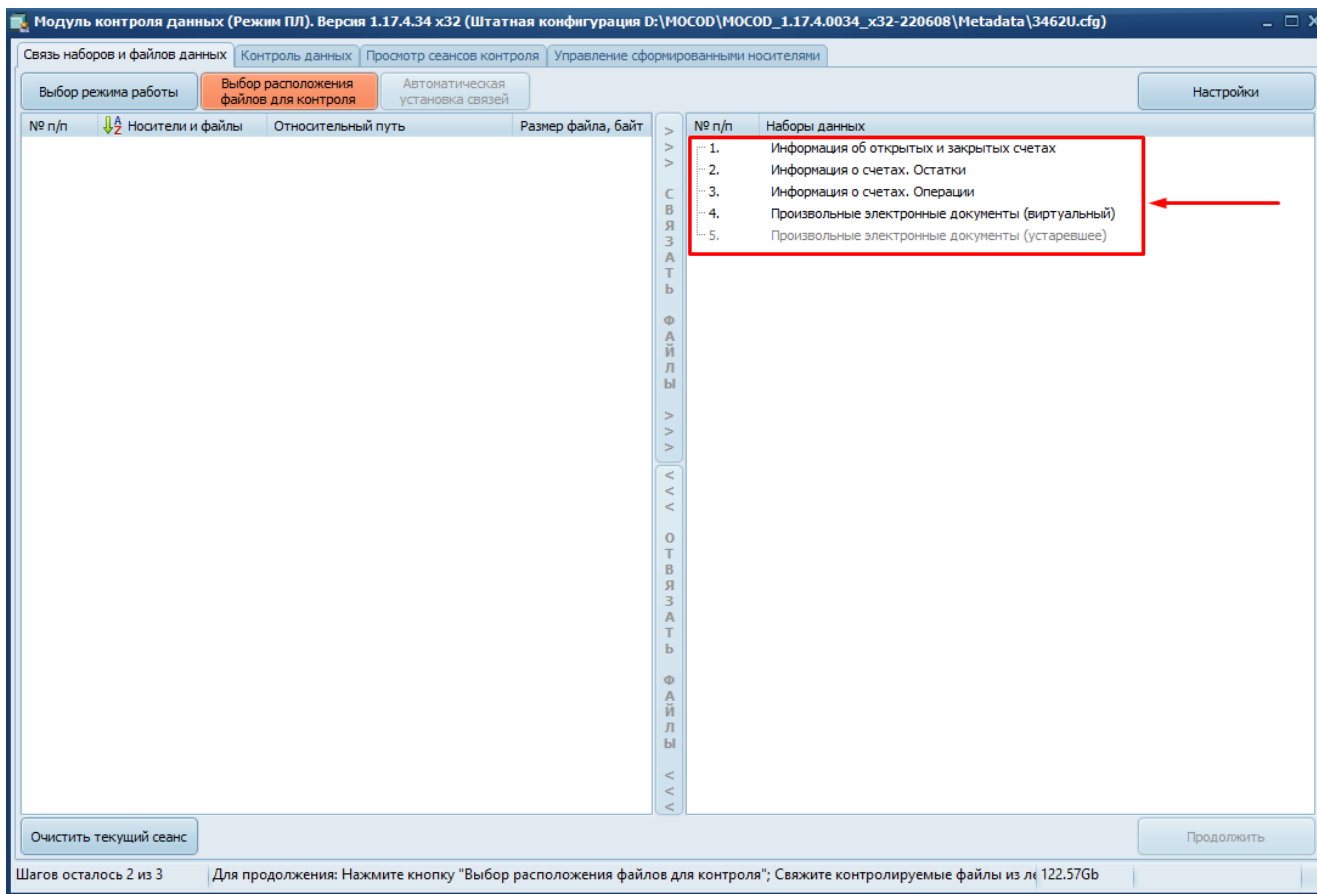 Модуль контроля данных (Режим ПЛ). Версия 1.17.4.34 x32 (Штатная конфигурация D:\MOCOD\MOCOD_1.17.4.0034_x32-220608\Metadata\3462U.cfg)
Связь наборов и файлов данных Контроль данных Просмотр сеансов контроля Управление сформированными носителями
Выбор режима работы
Выбор расположения
файлов для контроля
Автоматическая
установка связей
Настройки
№ п/п Носители и файлы Относительный путь Размер файла, байт
> > > СВЯЗАТЬ ФАЙЛЫ > > >
< < < ОТВЯЗАТЬ ФАЙЛЫ < < <
№ п/п Наборы данных
1. Информация об открытых и закрытых счетах
2. Информация о счетах. Остатки
3. Информация о счетах. Операции
4. Произвольные электронные документы (виртуальный)
5. Произвольные электронные документы (устаревшее)
Очистить текущий сеанс
Продолжить
Шагов осталось 2 из 3 Для продолжения: Нажмите кнопку "Выбор расположения файлов для контроля"; Свяжите контролируемые файлы из ле 122.57Gb